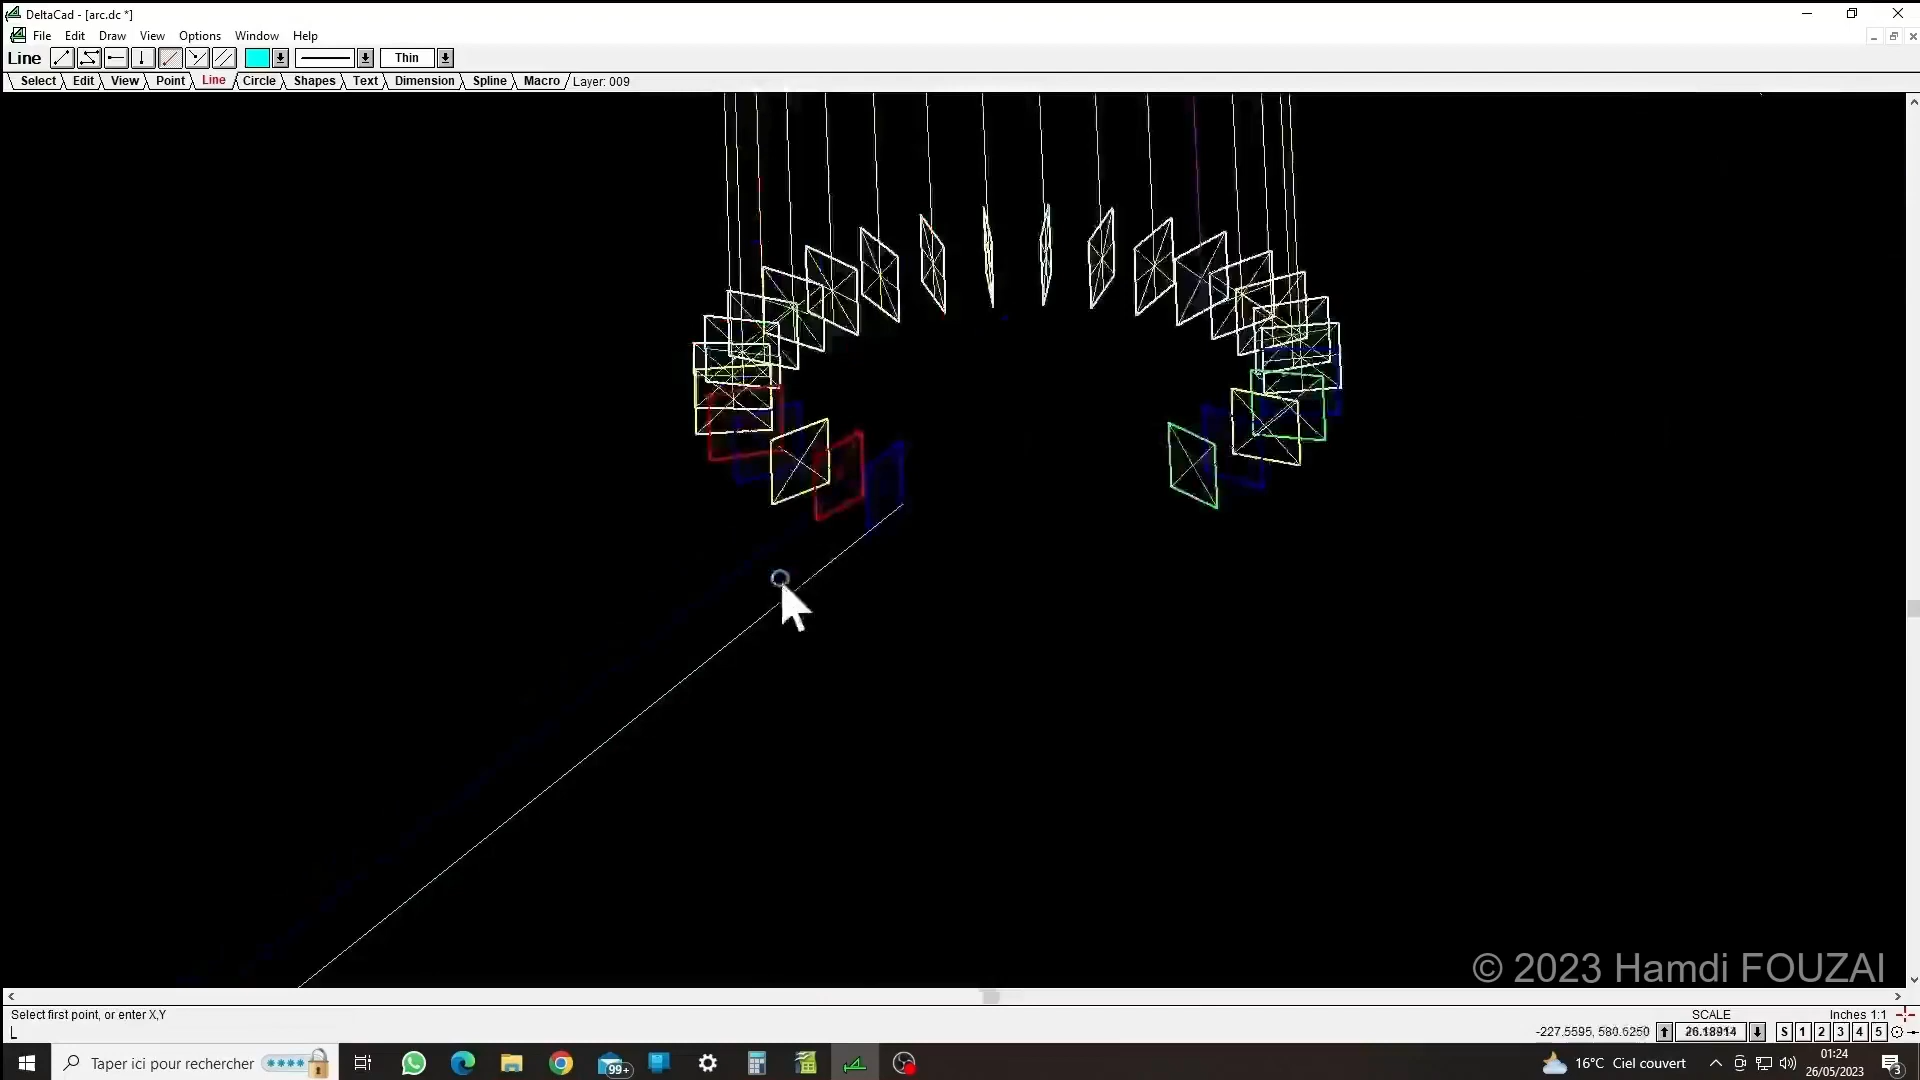 DeltaCad - [arc.dc *]
File Edit Draw View Options Window Help
Line Thin
Select Edit View Point Line Circle Shapes Text Dimension Spline Macro Layer: 009
© 2023 Hamdi FOUZAI
Select first point, or enter X,Y SCALE Inches 1:1
-227.5595, 580.6250 26.18914 S 1 2 3 4 5
Taper ici pour rechercher 99+ 16°C Ciel couvert 01:24
26/05/2023 3